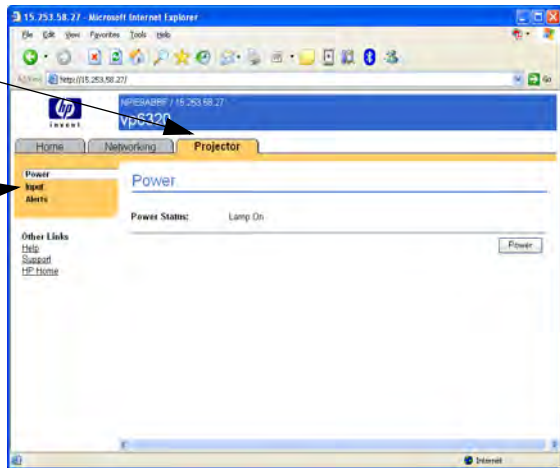 15.253.58.27 - Microsoft Internet Explorer
File Edit View Favorites Tools Help
http://15.253.58.27/
Go
hp
invent
/ 15.253.58.27
vp6320
Home
Networking
Projector
Power
Input
Alerts
Other Links
Help
Support
HP Home
Power
Power Status: Lamp On
Power
Internet